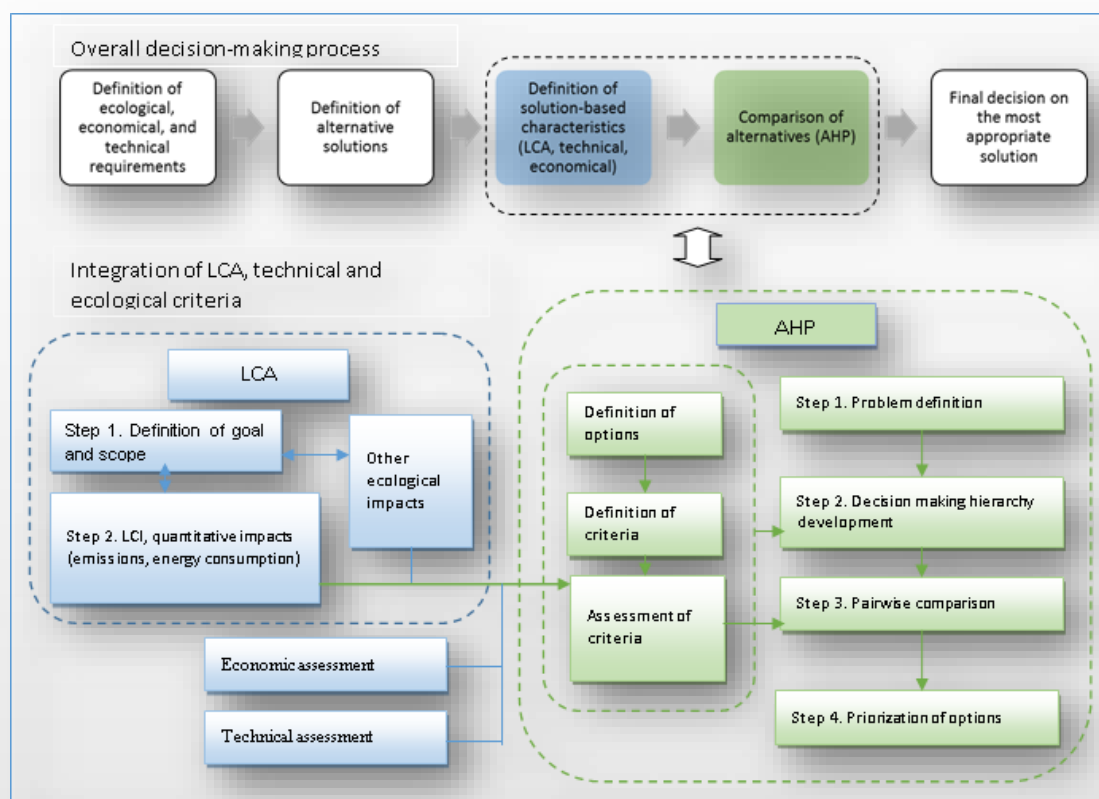 Overall decision-making process
Definition of
ecological,
economical, and
technical
requirements
Definition of
alternative
solutions
Definition of
solution-based
characteristics
(LCA, technical,
economical)
Comparison of
alternatives (AHP)
Final decision on
the most
appropriate
solution
Integration of LCA, technical and
ecological criteria
LCA
Step 1. Definition of goal
and scope
Other
ecological
impacts
Step 2. LCI, quantitative impacts
(emissions, energy consumption)
Economic assessment
Technical assessment
AHP
Definition of
options
Definition of
criteria
Assessment of
criteria
Step 1. Problem definition
Step 2. Decision making hierarchy
development
Step 3. Pairwise comparison
Step 4. Priorization of options